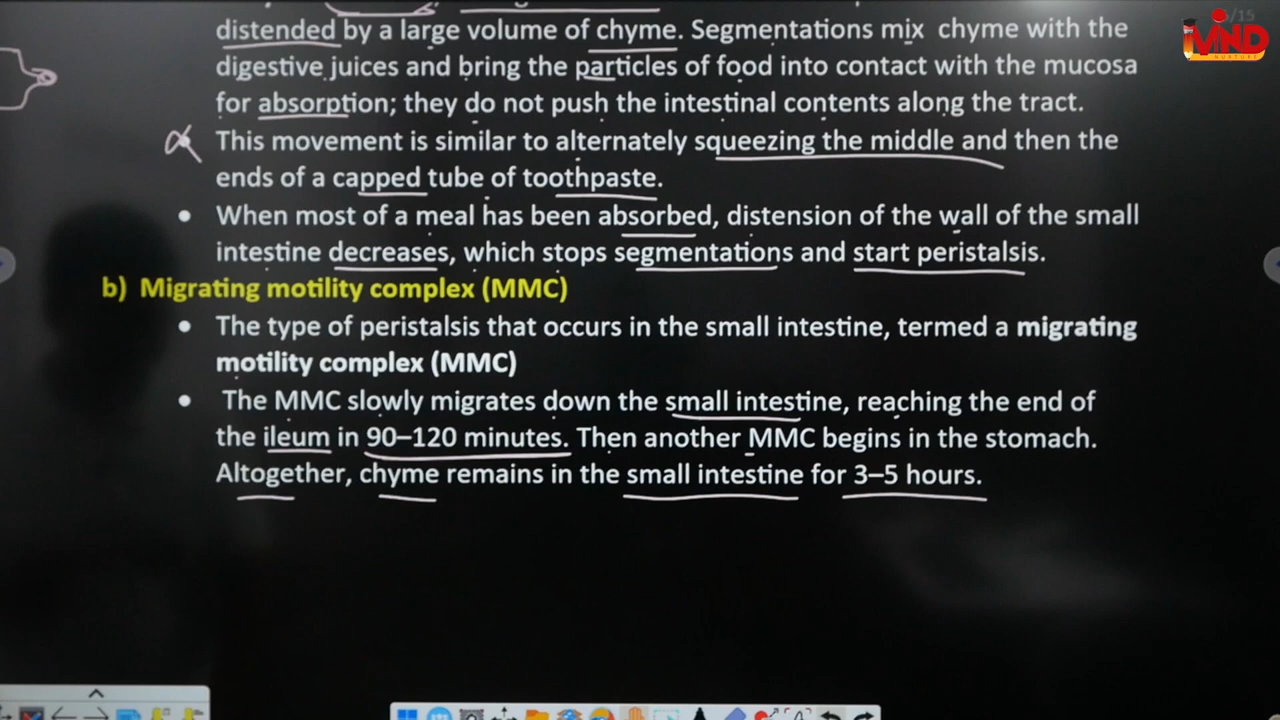 distended by a large volume of chyme. Segmentations mix chyme with the
digestive juices and bring the particles of food into contact with the mucosa
for absorption; they do not push the intestinal contents along the tract.
This movement is similar to alternately squeezing the middle and then the
ends of a capped tube of toothpaste.
• When most of a meal has been absorbed, distension of the wall of the small
intestine decreases, which stops segmentations and start peristalsis.
b) Migrating motility complex (MMC)
• The type of peristalsis that occurs in the small intestine, termed a migrating
motility complex (MMC)
• The MMC slowly migrates down the small intestine, reaching the end of
the ileum in 90–120 minutes. Then another MMC begins in the stomach.
Altogether, chyme remains in the small intestine for 3–5 hours.
/15
MIND
NURTURE